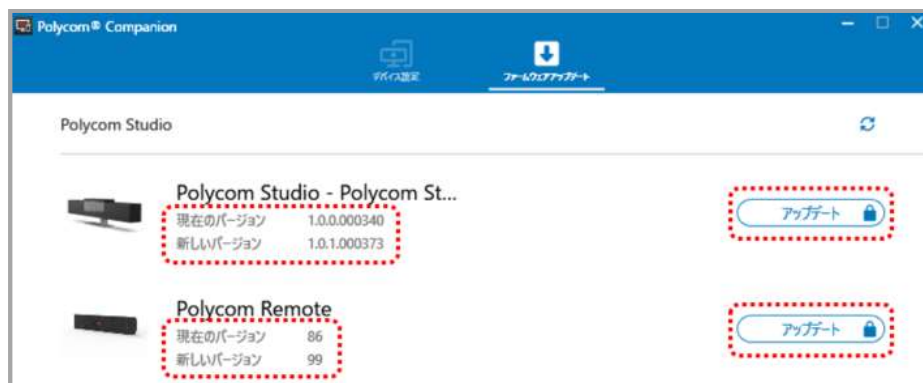 Polycom® Companion
デバイス設定
ファームウェアアップデート
Polycom Studio
Polycom Studio - Polycom St...
現在のバージョン 1.0.0.000340
新しいバージョン 1.0.1.000373
アップデート
Polycom Remote
現在のバージョン 86
新しいバージョン 99
アップデート